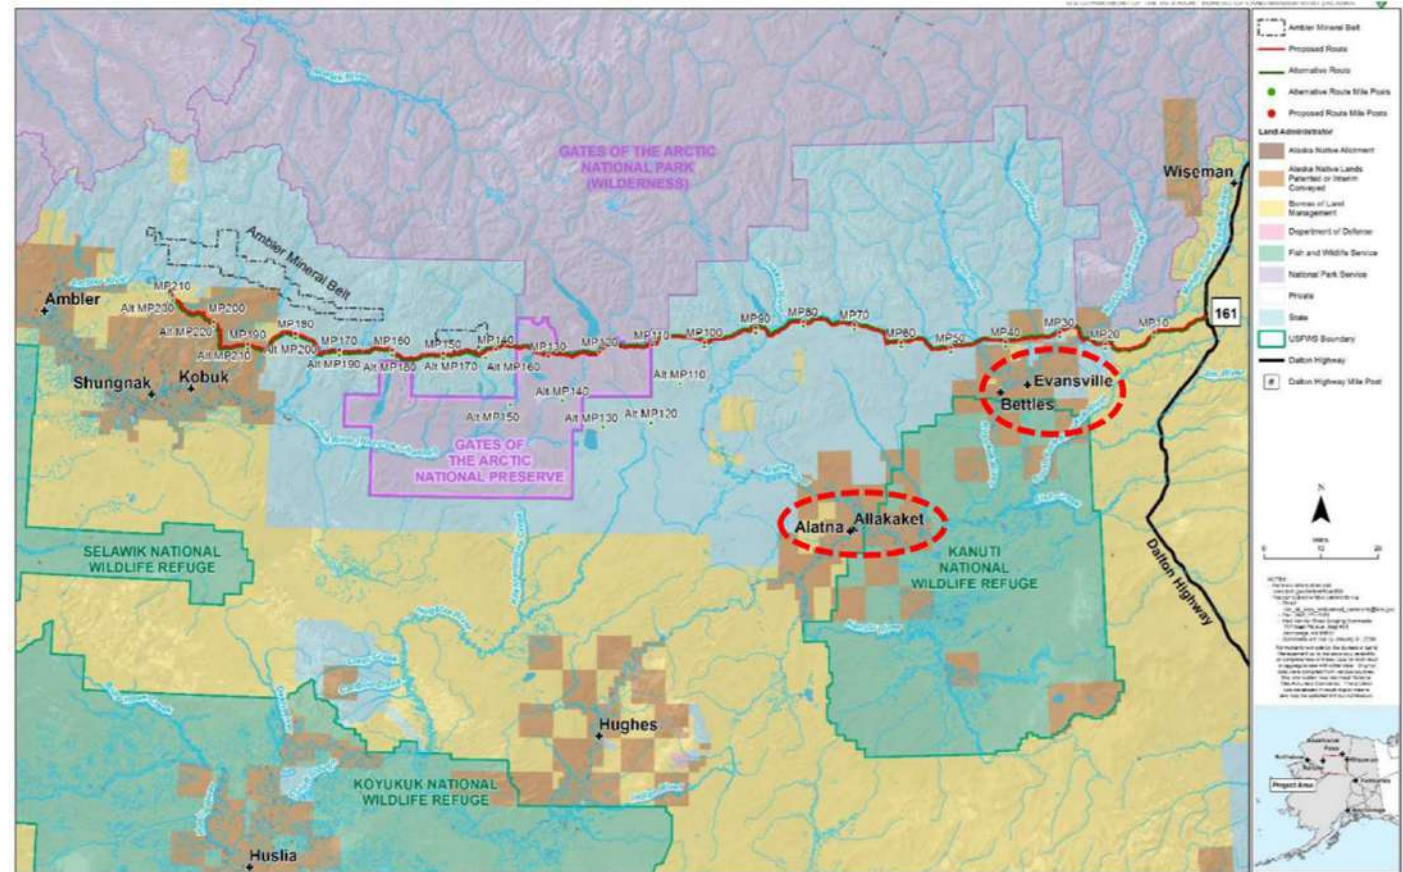 GATES OF THE ARCTIC
NATIONAL PARK
(WILDERNESS)
Wiseman
161
Ambler Mineral Belt
Ambler
MP210
Alt MP230
MP200
Alt MP220
MP190
Alt MP210
MP180
Alt MP200
MP170
Alt MP190
MP160
Alt MP180
MP150
Alt MP170
MP140
Alt MP160
MP130
MP120
MP110
MP100
MP90
MP80
MP70
MP60
MP50
MP40
MP30
MP20
MP10
Alt MP150
Alt MP140
Alt MP130
Alt MP120
Alt MP110
Shungnak
Kobuk
Evansville
Bettles
GATES OF
THE ARCTIC
NATIONAL PRESERVE
Alatna
Allakaket
SELAWIK NATIONAL
WILDLIFE REFUGE
KANUTI
NATIONAL
WILDLIFE REFUGE
Dalton Highway
Hughes
KOYUKUK NATIONAL
WILDLIFE REFUGE
Huslia
Ambler Mineral Belt
Proposed Route
Alternative Route
Alternative Route Mile Posts
Proposed Route Mile Posts
Land Administrator
Alaska Native Allotment
Alaska Native Lands
Patented or Interim
Conveyed
Bureau of Land
Management
Department of Defense
Fish and Wildlife Service
National Park Service
Private
State
USFWS Boundary
Dalton Highway
# Dalton Highway Mile Post
N
Miles
0 10 20
Project Area